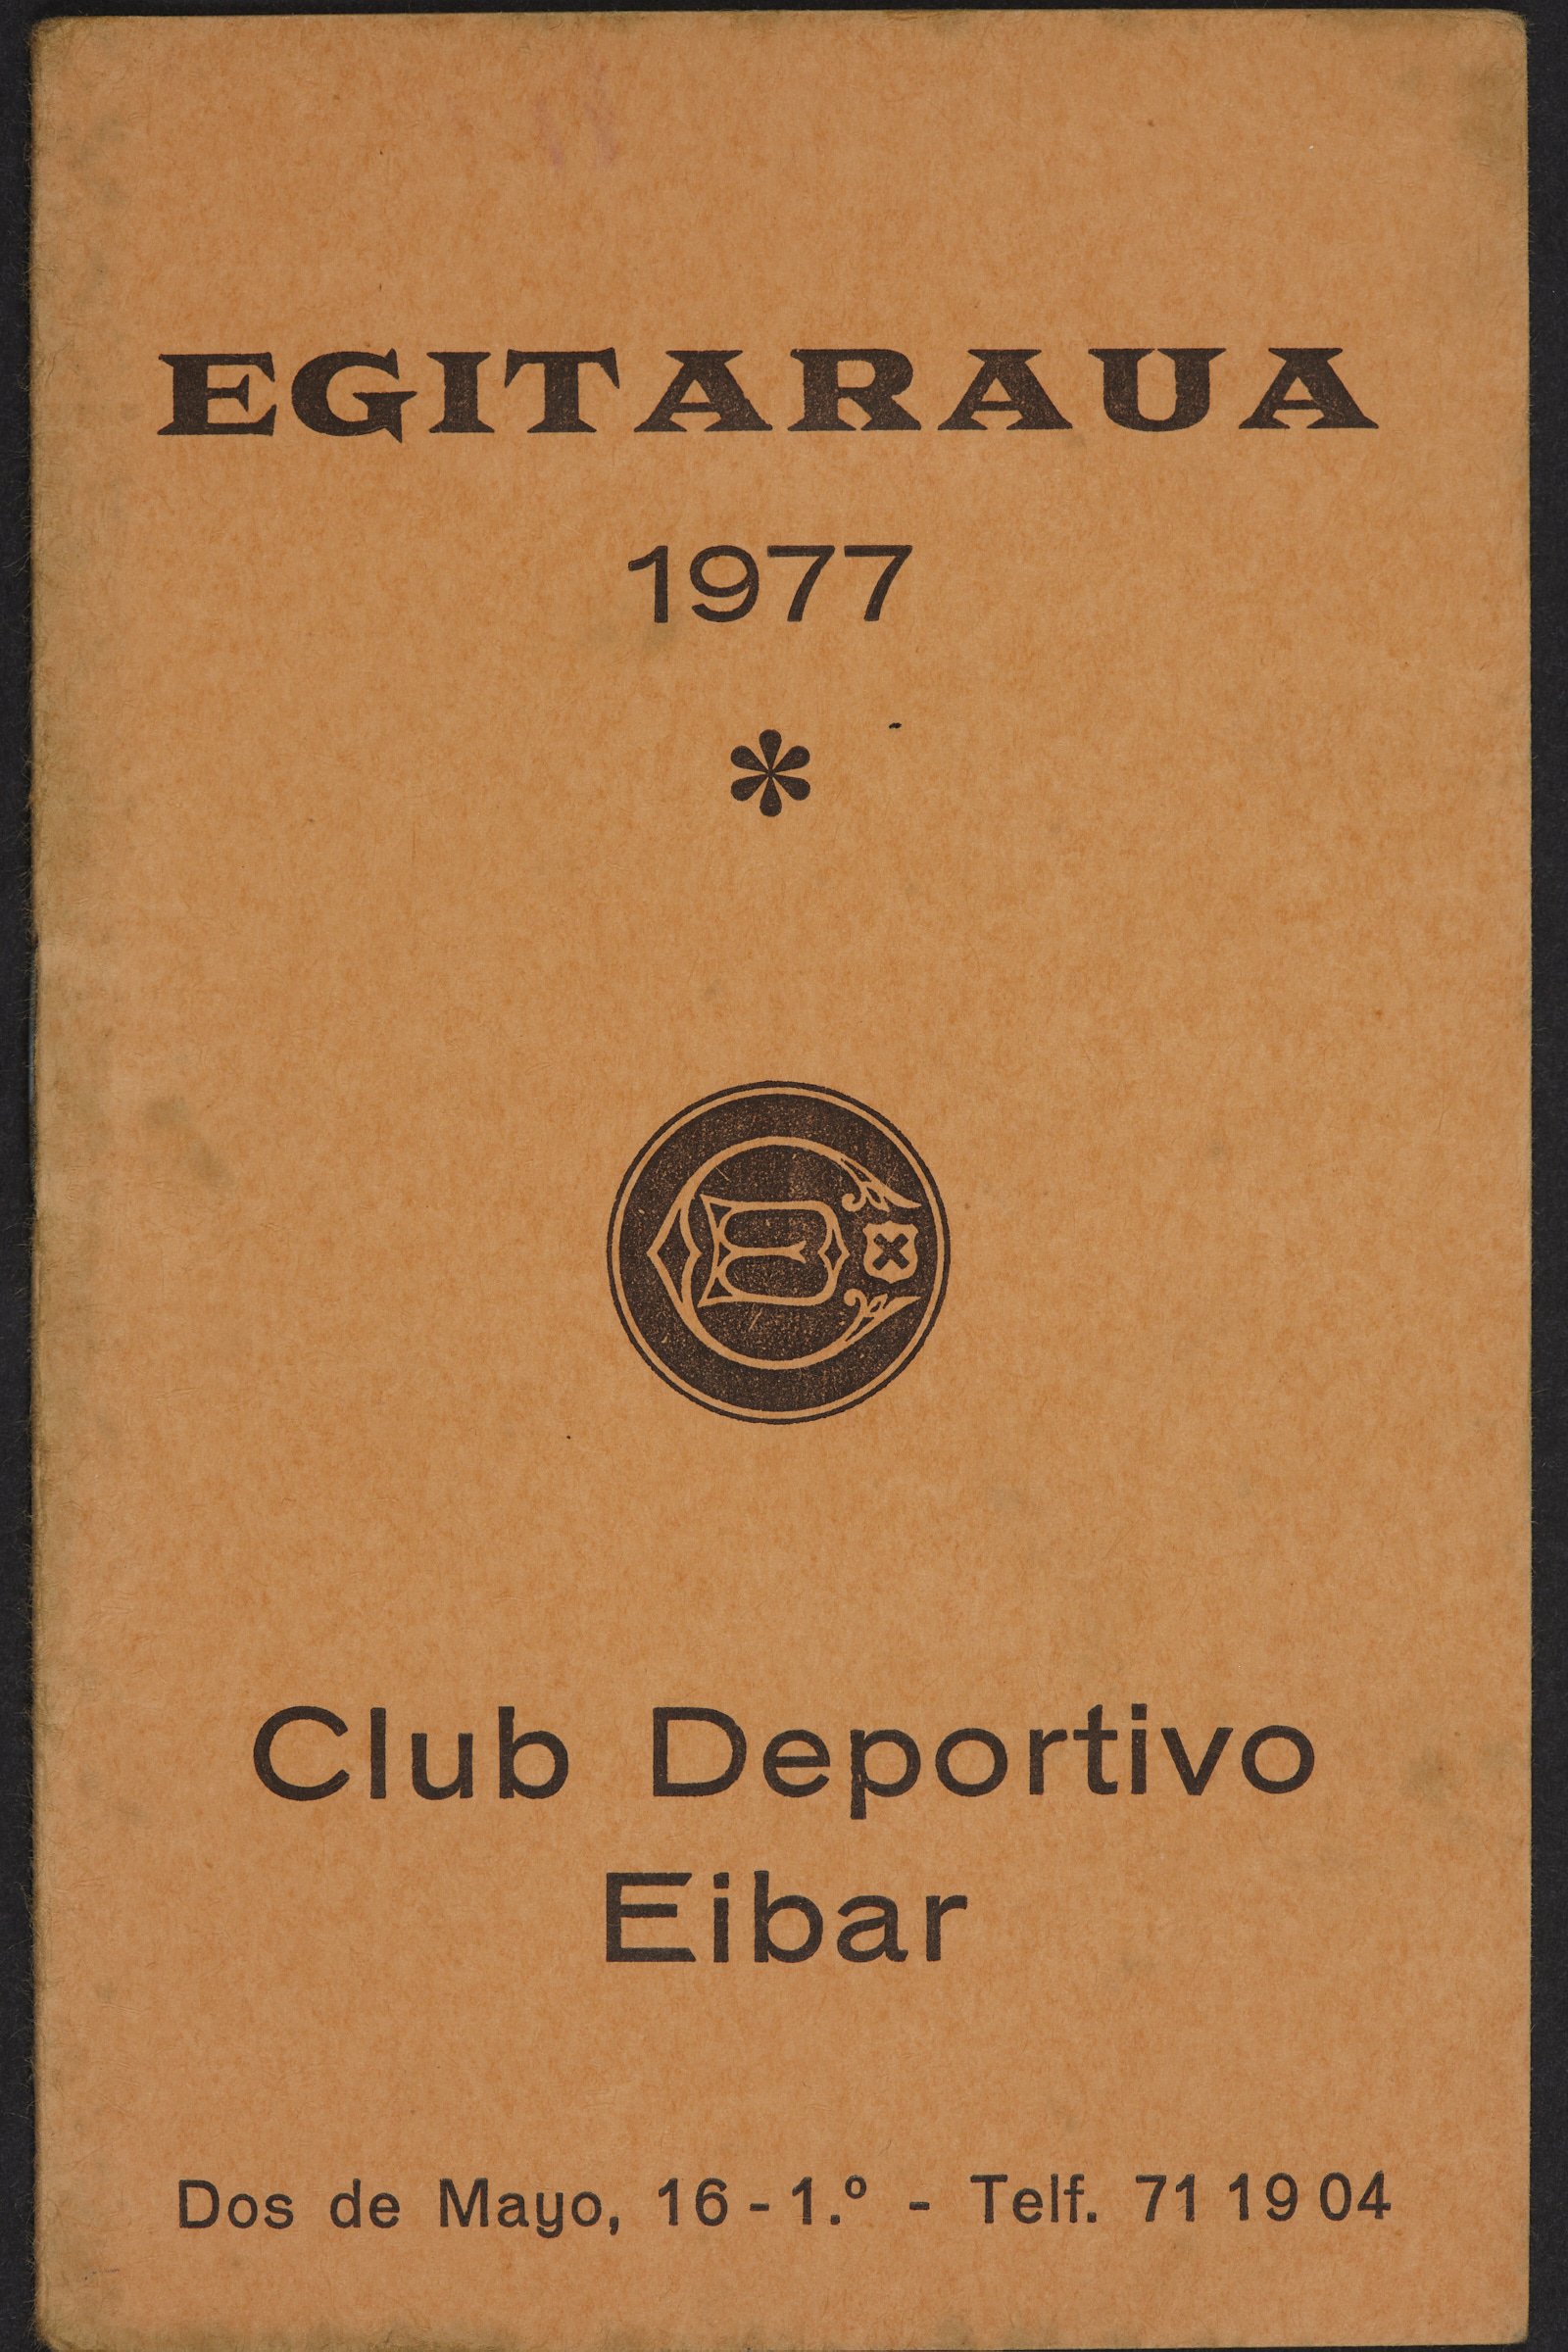 EGITARAUA
1977
*
Club Deportivo
Eibar
Dos de Mayo, 16 - 1.º - Telf. 71 19 04